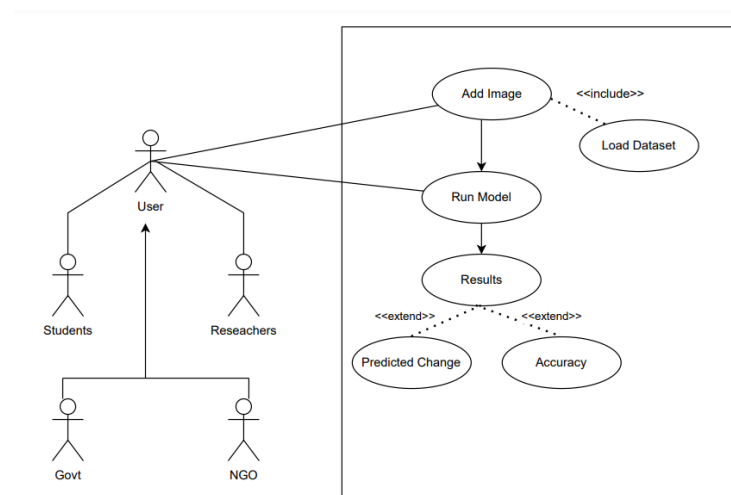 Add Image
<<include>>
Load Dataset
User
Run Model
Results
Students
Reseachers
<<extend>>
<<extend>>
Predicted Change
Accuracy
Govt
NGO